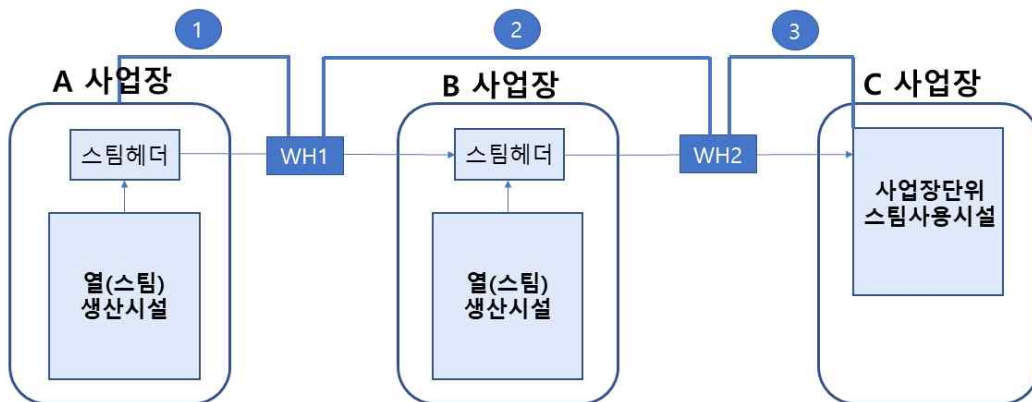 1
2
3
A 사업장
B 사업장
C 사업장
스팀헤더
WH1
스팀헤더
WH2
사업장단위
스팀사용시설
열(스팀)
생산시설
열(스팀)
생산시설